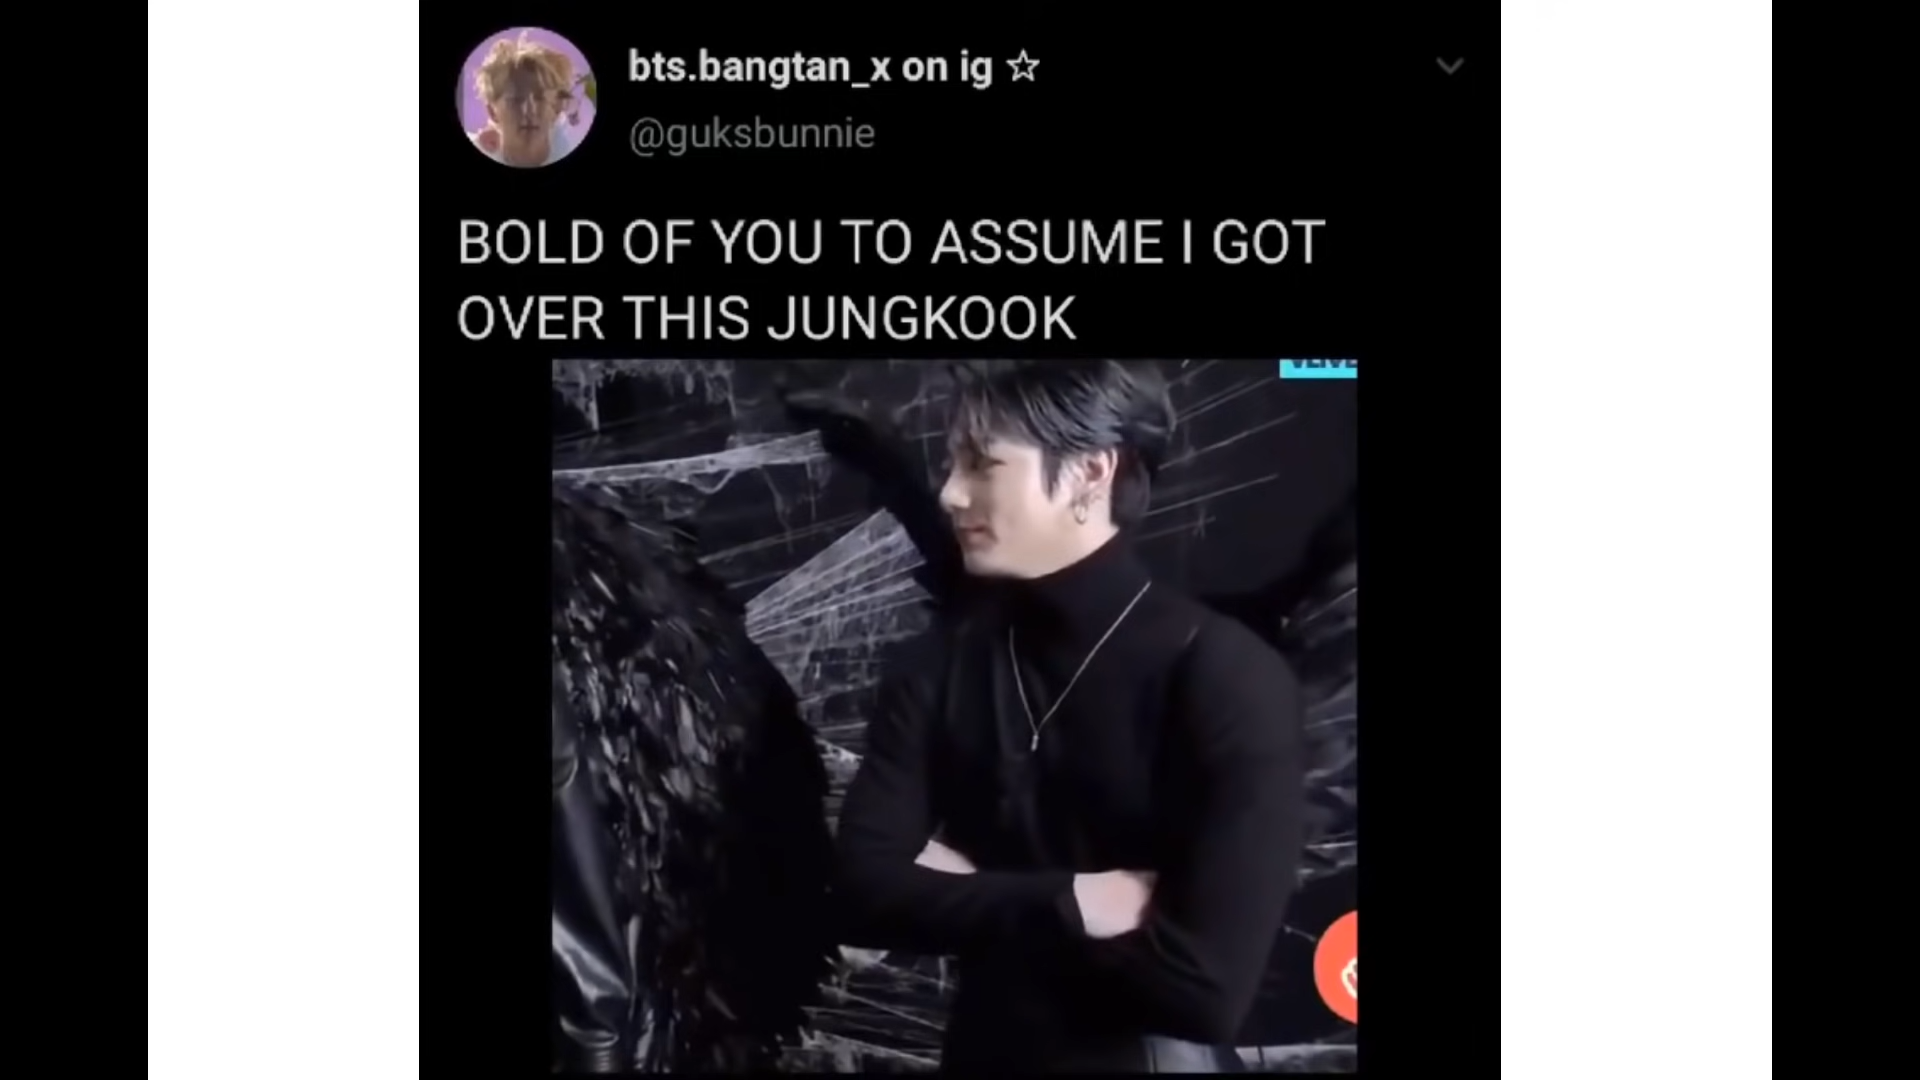 bts.bangtan_x on ig ☆
@guksbunnie
BOLD OF YOU TO ASSUME I GOT
OVER THIS JUNGKOOK